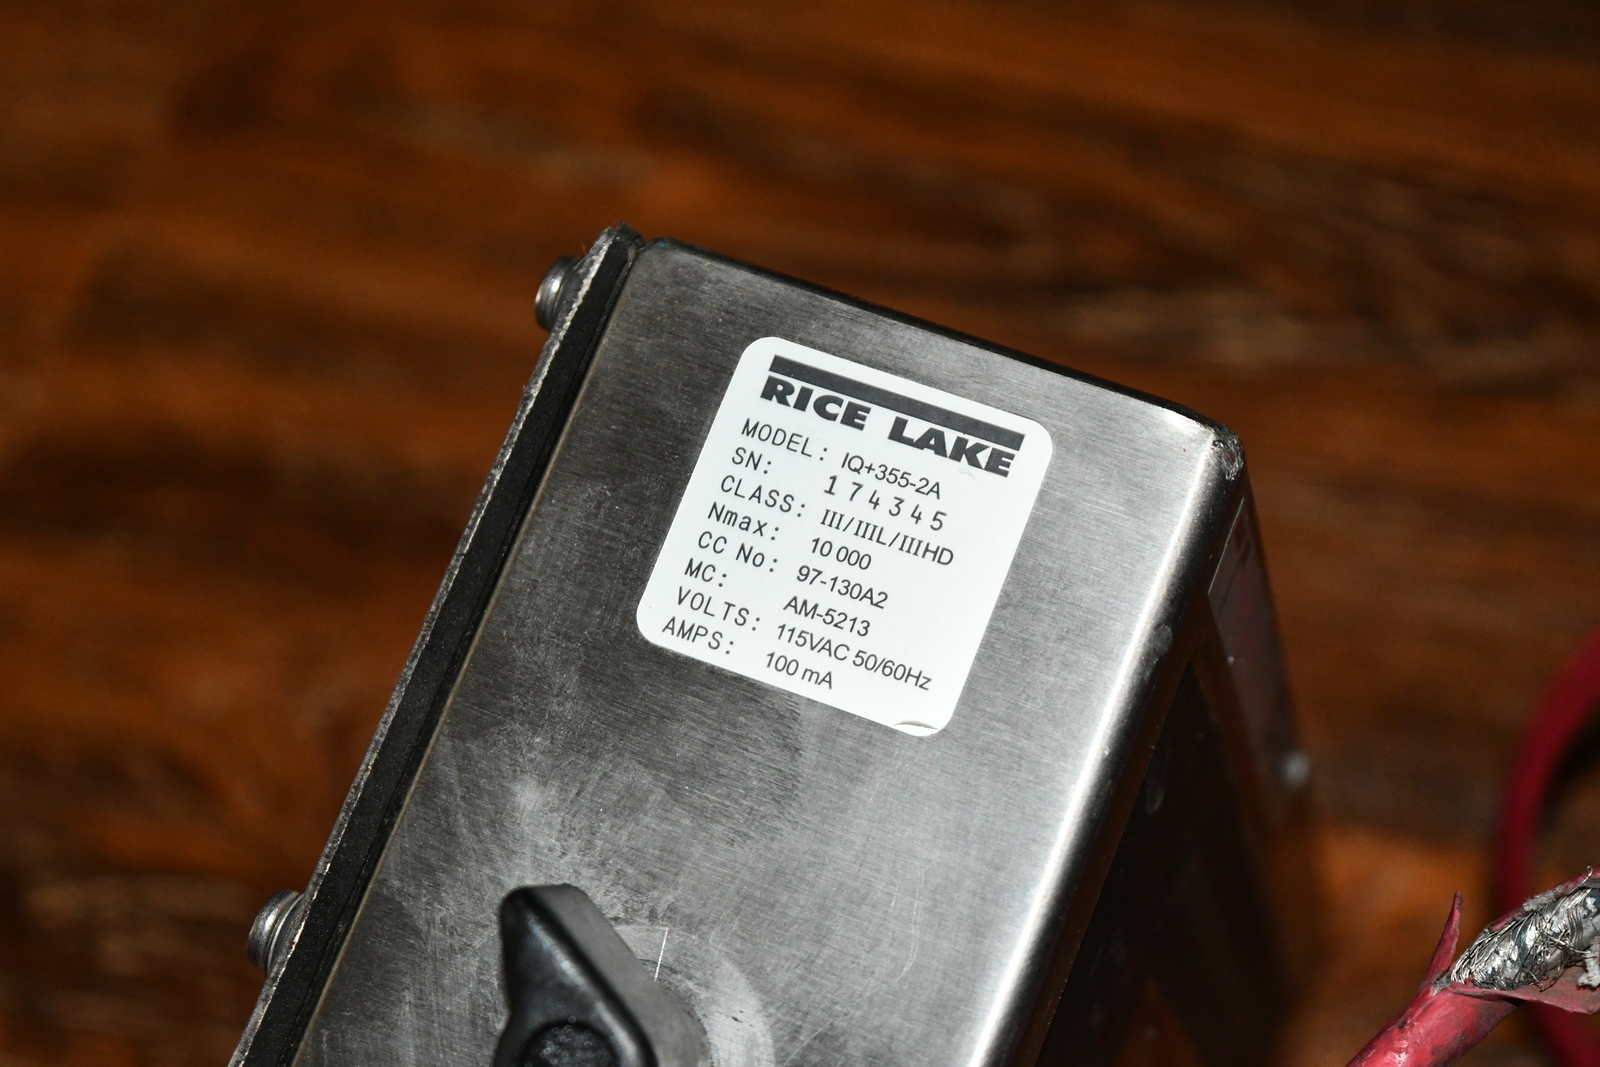 RICE LAKE
MODEL: IQ+355-2A
SN: 174345
CLASS: III/IIIL/IIIHD
Nmax: 10 000
CC No: 97-130A2
MC: AM-5213
VOLTS: 115VAC 50/60Hz
AMPS: 100 mA